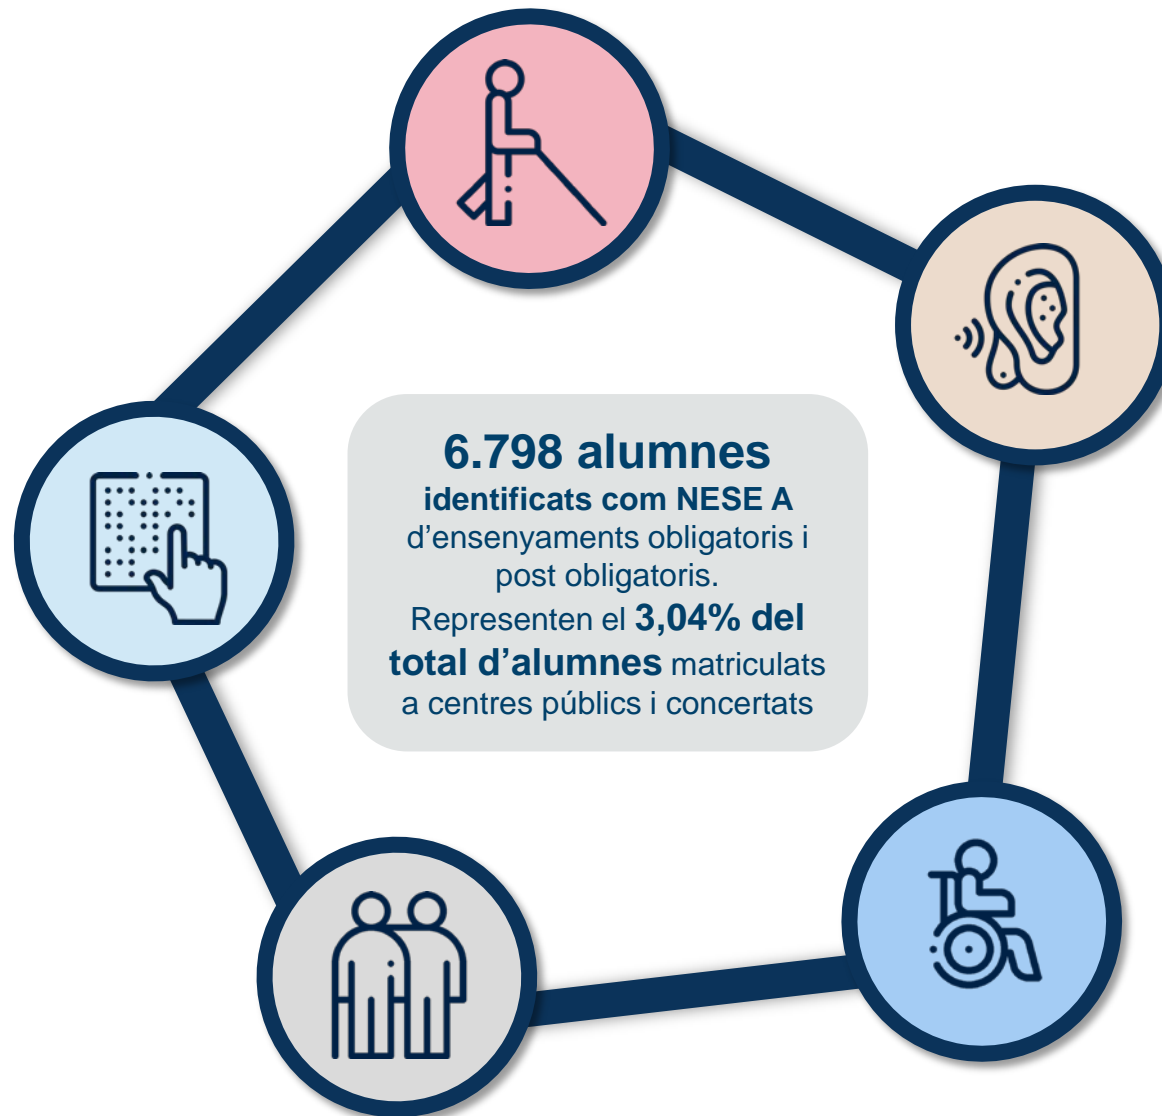 6.798 alumnes
identificats com NESE A
d’ensenyaments obligatoris i
post obligatoris.
Representen el 3,04% del
total d’alumnes matriculats
a centres públics i concertats